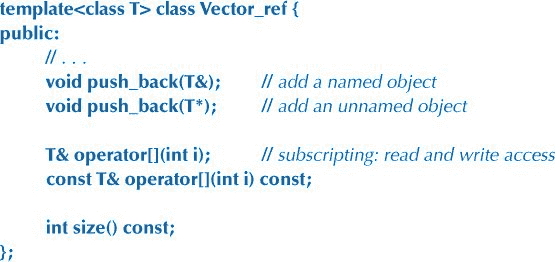 template<class T> class Vector_ref {
public:
// . . .
void push_back(T&); // add a named object
void push_back(T*); // add an unnamed object
T& operator[](int i); // subscripting: read and write access
const T& operator[](int i) const;
int size() const;
};